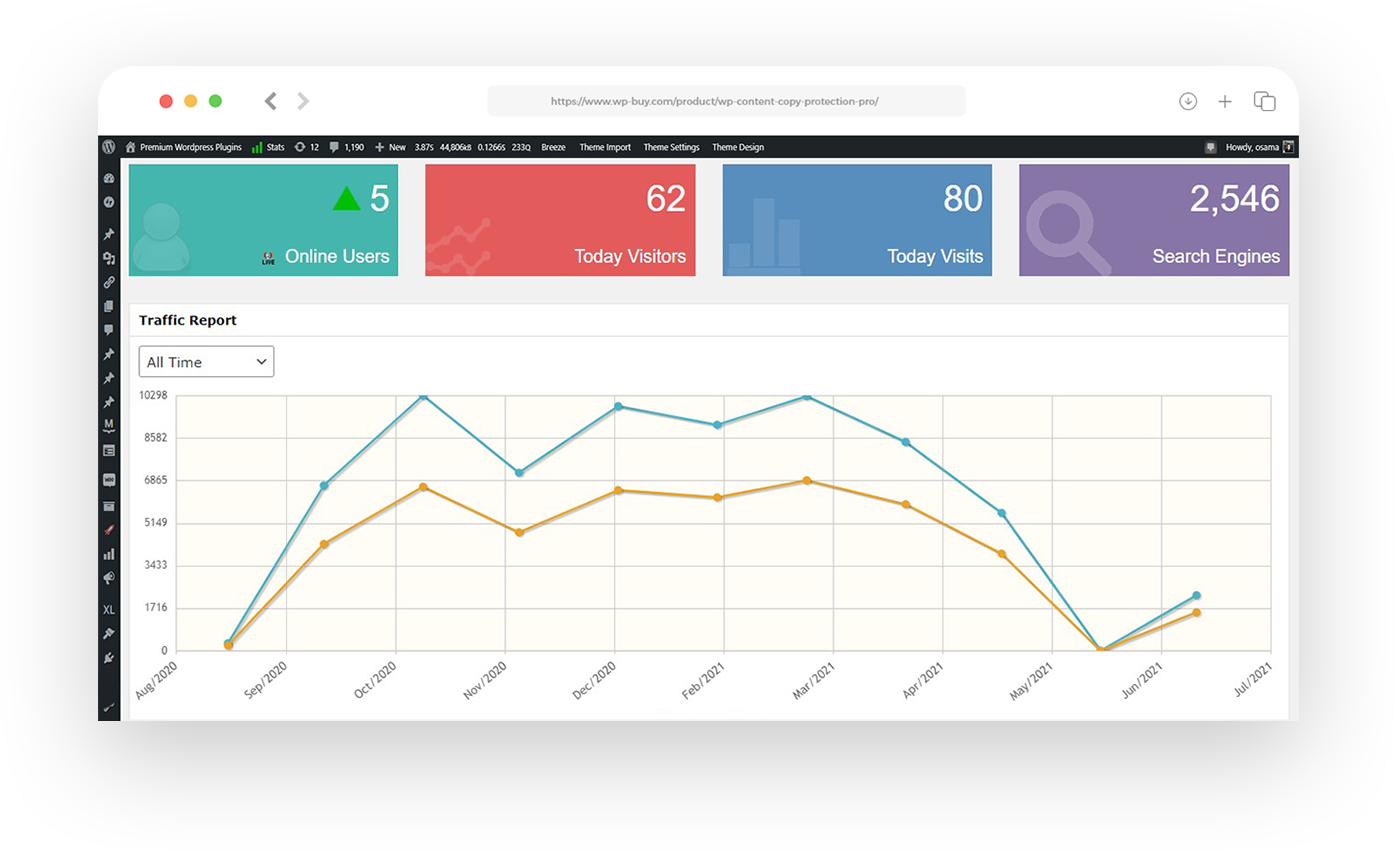 https://www.wp-buy.com/product/wp-content-copy-protection-pro/
Premium Wordpress Plugins Stats 12 1,190 New 3.87S 44,806KB 0.1266S 233Q Breeze Theme Import Theme Settings Theme Design Howdy, osama
5
LIVE Online Users
62
Today Visitors
80
Today Visits
2,546
Search Engines
Traffic Report
All Time
10298
8582
6865
5149
3433
1716
0
Aug/2020 Sep/2020 Oct/2020 Nov/2020 Dec/2020 Feb/2021 Mar/2021 Apr/2021 May/2021 Jun/2021 Jul/2021
M
XL